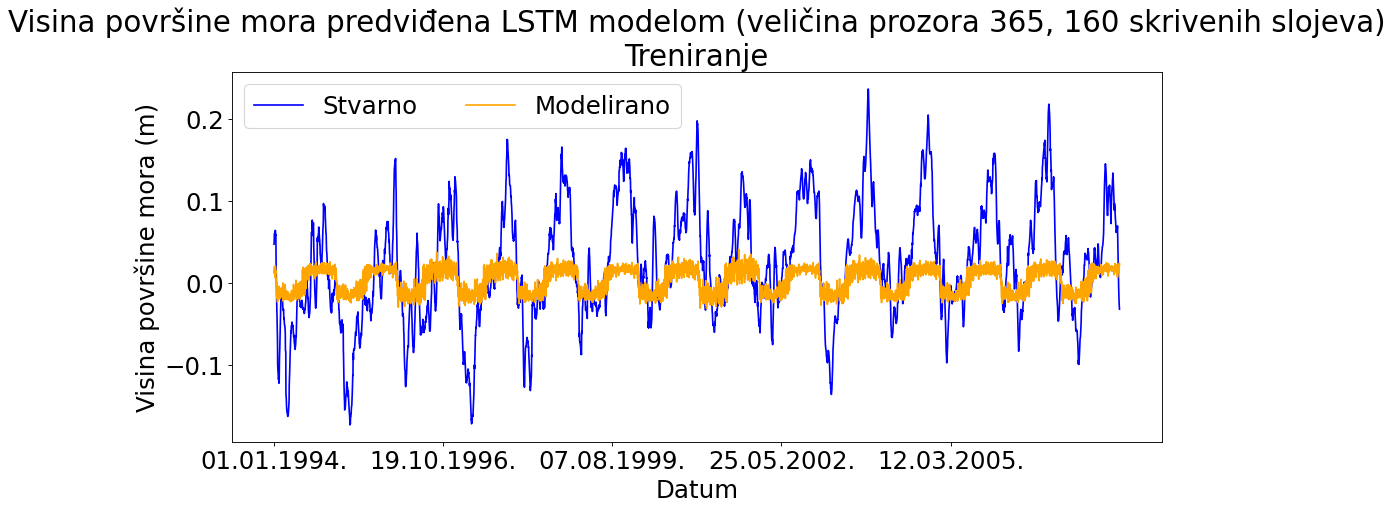 Visina površine mora predviđena LSTM modelom (veličina prozora 365, 160 skrivenih slojeva)
Treniranje
Stvarno Modelirano
Visina površine mora (m)
0.2
0.1
0.0
−0.1
01.01.1994. 19.10.1996. 07.08.1999. 25.05.2002. 12.03.2005.
Datum